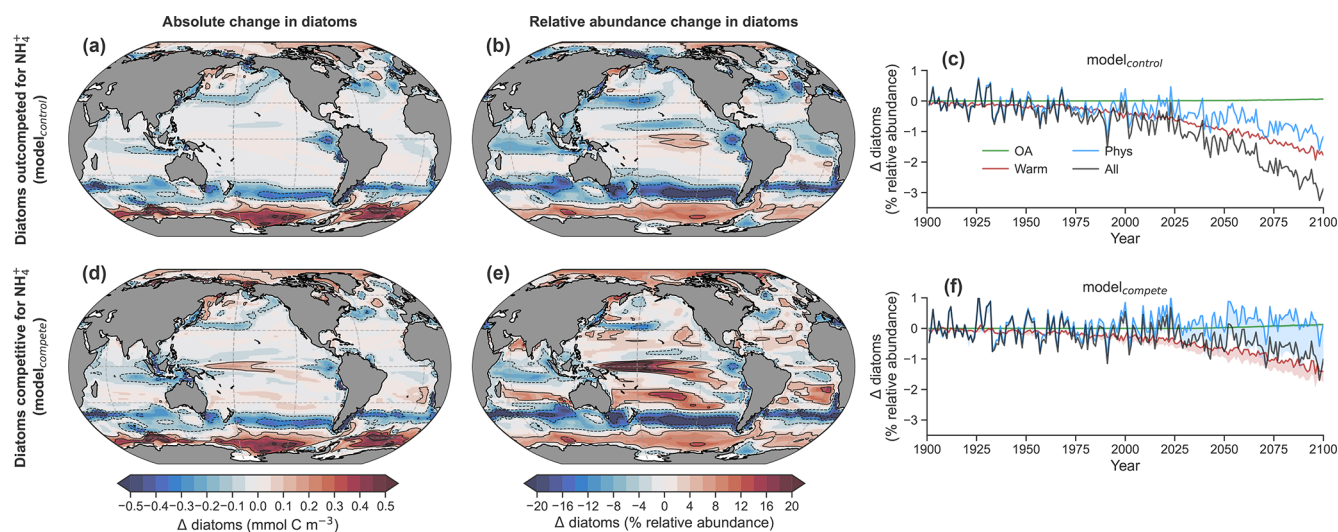 Absolute change in diatoms
Relative abundance change in diatoms
Diatoms outcompeted for NH₄⁺
(model_control)
(a)
(b)
(c)
model_control
Δ diatoms
(% relative abundance)
1
0
−1
−2
−3
OA
Warm
Phys
All
1900 1925 1950 1975 2000 2025 2050 2075 2100
Year
Diatoms competitive for NH₄⁺
(model_compete)
(d)
(e)
(f)
model_compete
Δ diatoms
(% relative abundance)
1
0
−1
−2
−3
1900 1925 1950 1975 2000 2025 2050 2075 2100
Year
−0.5 −0.4 −0.3 −0.2 −0.1 0.0 0.1 0.2 0.3 0.4 0.5
Δ diatoms (mmol C m⁻³)
−20 −16 −12 −8 −4 0 4 8 12 16 20
Δ diatoms (% relative abundance)